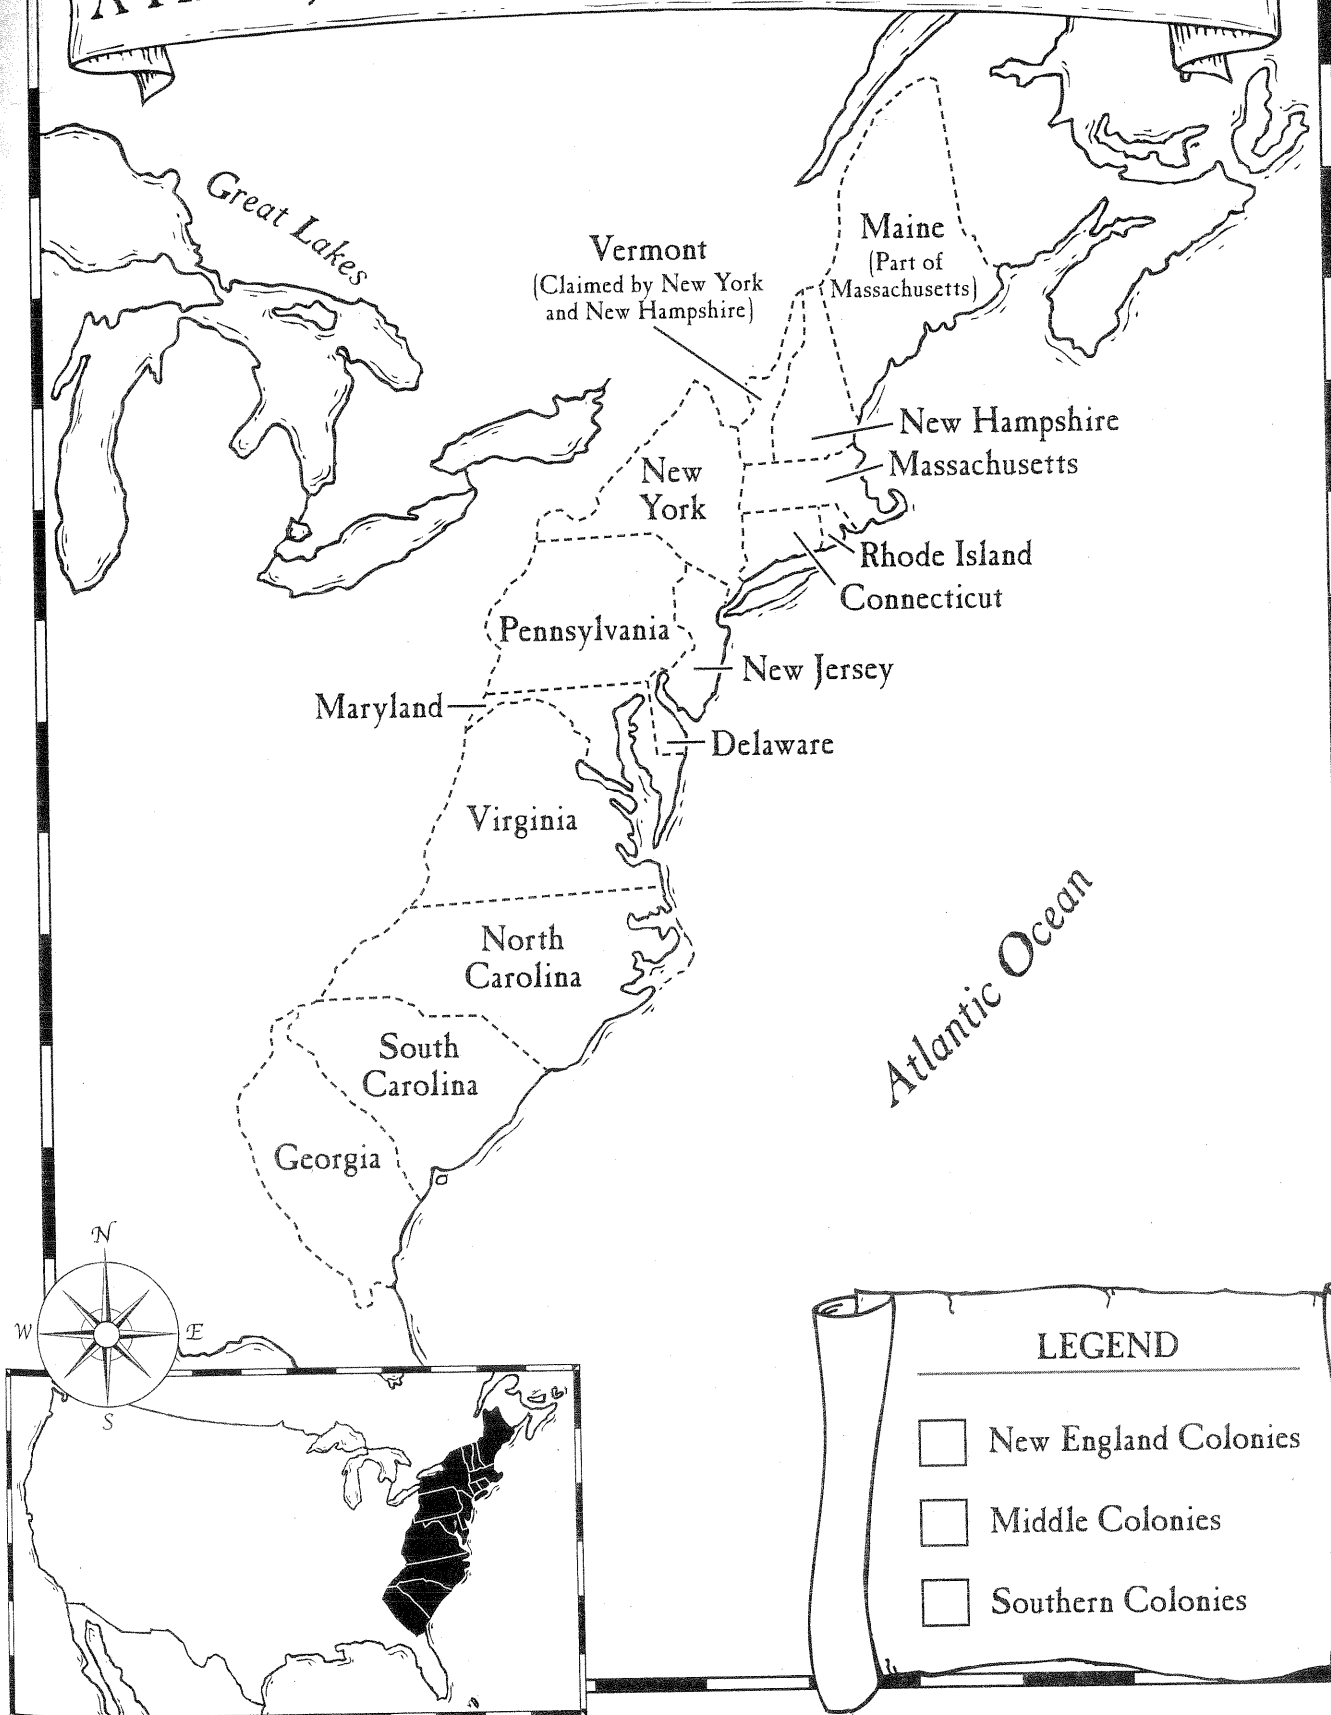 Great Lakes
Maine
(Part of
Massachusetts)
Vermont
(Claimed by New York
and New Hampshire)
New Hampshire
Massachusetts
New
York
Rhode Island
Connecticut
Pennsylvania
New Jersey
Maryland
Delaware
Virginia
North
Carolina
Atlantic Ocean
South
Carolina
Georgia
N
W
E
S
LEGEND
New England Colonies
Middle Colonies
Southern Colonies